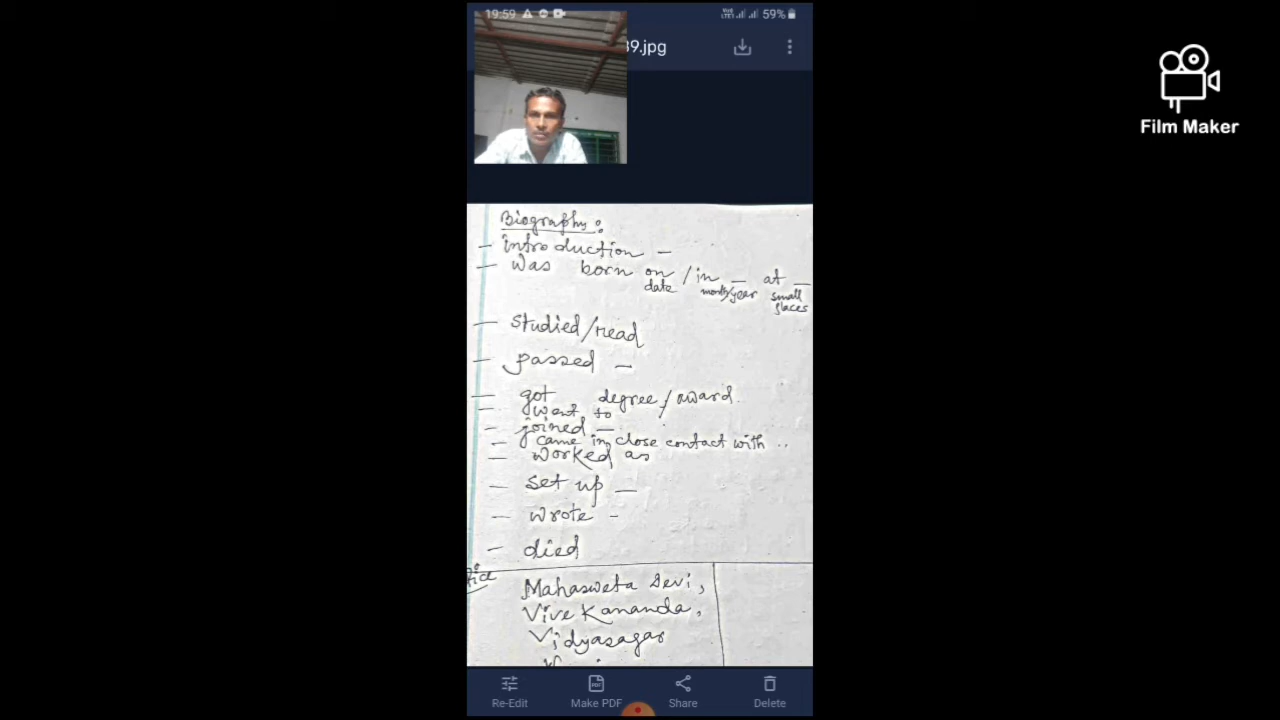 19:59 59%
39.jpg
Film Maker
Biography:
- introduction -
- was born on / in _ at _
date month/year small places
- studied/read
- passed -
- got degree/award.
- went to
- joined -
- came in close contact with ..
- worked as
- set up _
- wrote -
- died
Mahasweta Devi,
Vivekananda,
Vidyasagar
Re-Edit Make PDF Share Delete